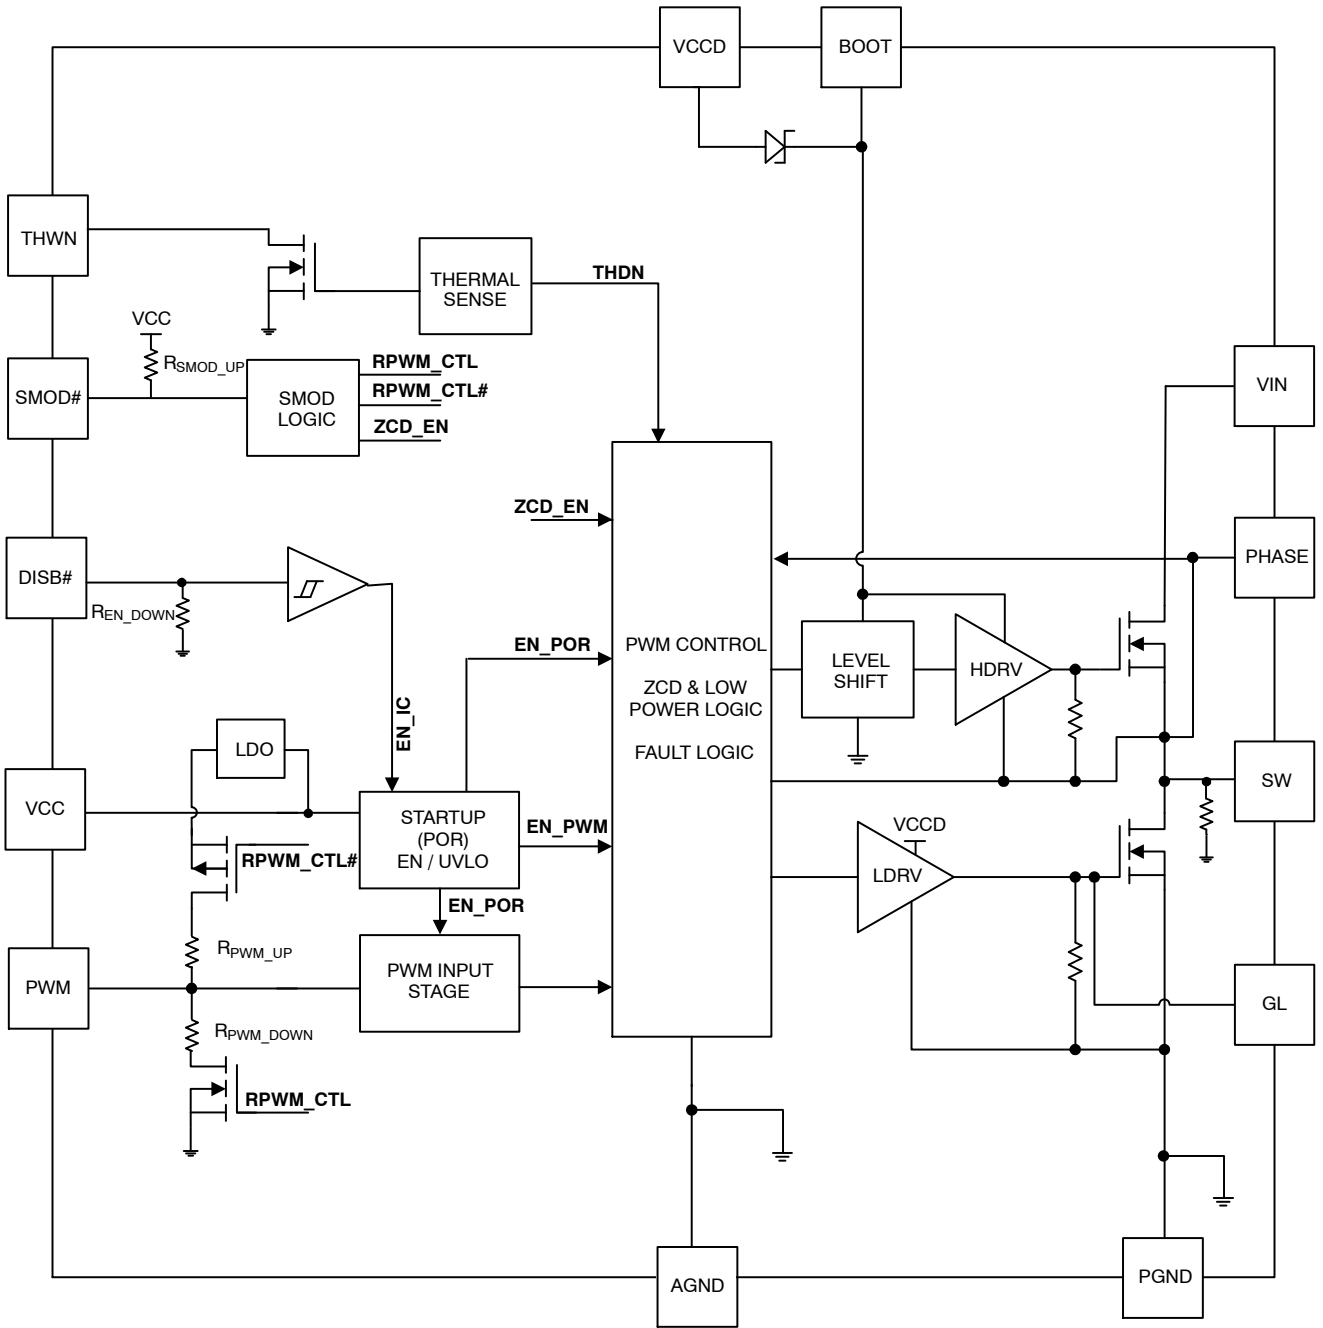 VCCD
BOOT
THWN
THERMAL
SENSE
THDN
VCC
RSMOD_UP
SMOD#
SMOD
LOGIC
RPWM_CTL
RPWM_CTL#
ZCD_EN
VIN
ZCD_EN
DISB#
REN_DOWN
PHASE
EN_IC
EN_POR
PWM CONTROL
ZCD & LOW
POWER LOGIC
FAULT LOGIC
LEVEL
SHIFT
HDRV
LDO
VCC
STARTUP
(POR)
EN / UVLO
EN_PWM
SW
RPWM_CTL#
VCCD
LDRV
EN_POR
RPWM_UP
PWM
PWM INPUT
STAGE
GL
RPWM_DOWN
RPWM_CTL
AGND
PGND